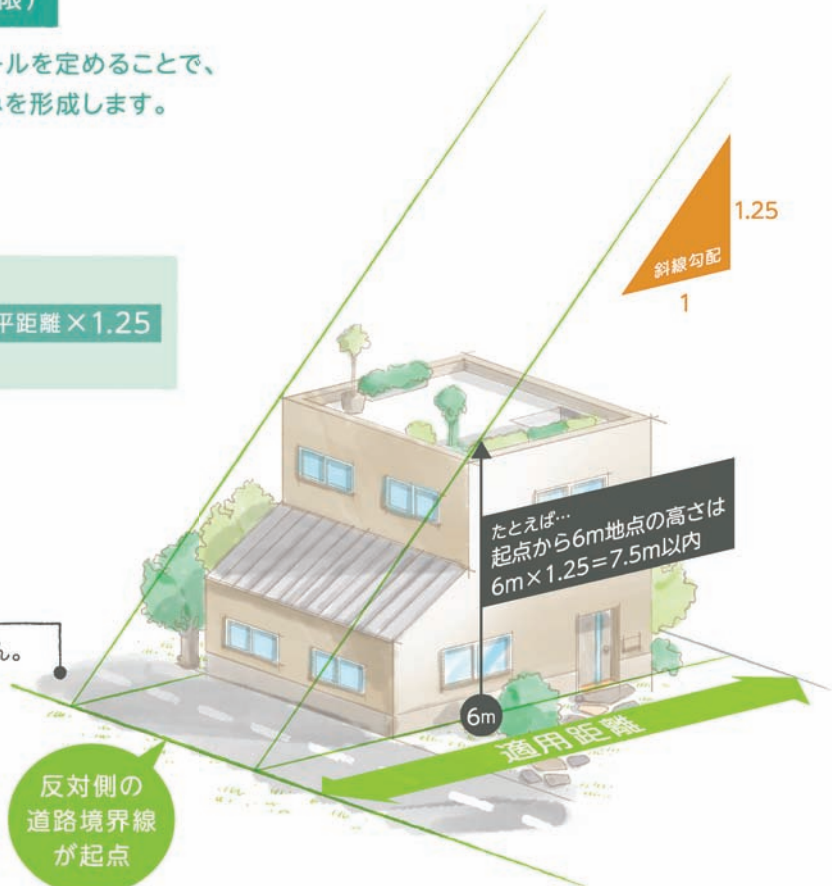 限）
ルを定めることで、
を形成します。
平距離×1.25
1.25
斜線勾配
1
たとえば…
起点から6m地点の高さは
6m×1.25＝7.5m以内
ん。
6m
適用距離
反対側の
道路境界線
が起点